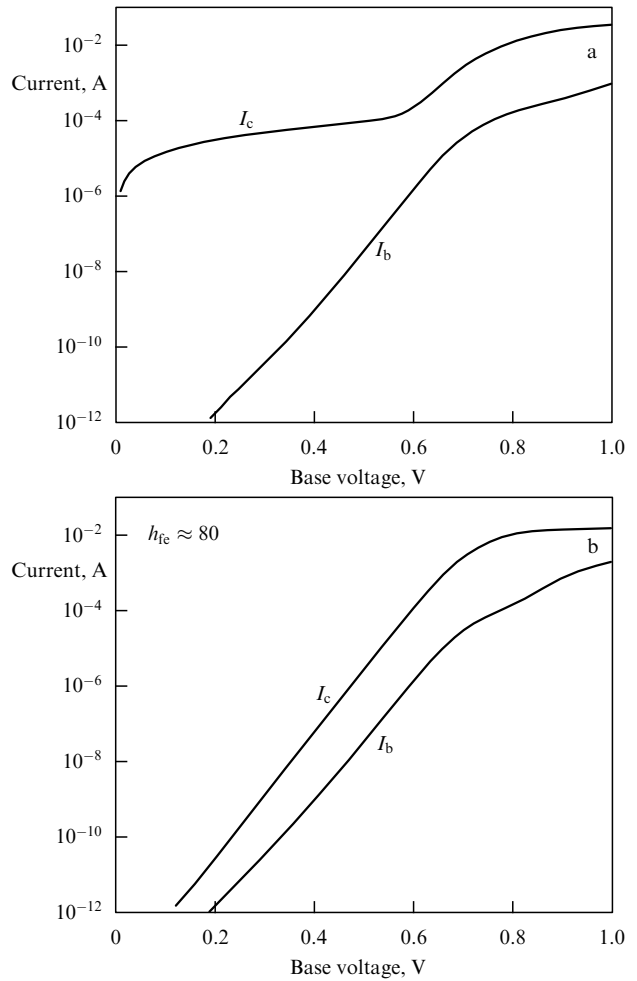 10⁻²
a
Current, A
I_c
10⁻⁴
10⁻⁶
I_b
10⁻⁸
10⁻¹⁰
10⁻¹²
0 0.2 0.4 0.6 0.8 1.0
Base voltage, V
10⁻²
h_fe ≈ 80
b
Current, A
10⁻⁴
10⁻⁶
I_c
I_b
10⁻⁸
10⁻¹⁰
10⁻¹²
0 0.2 0.4 0.6 0.8 1.0
Base voltage, V